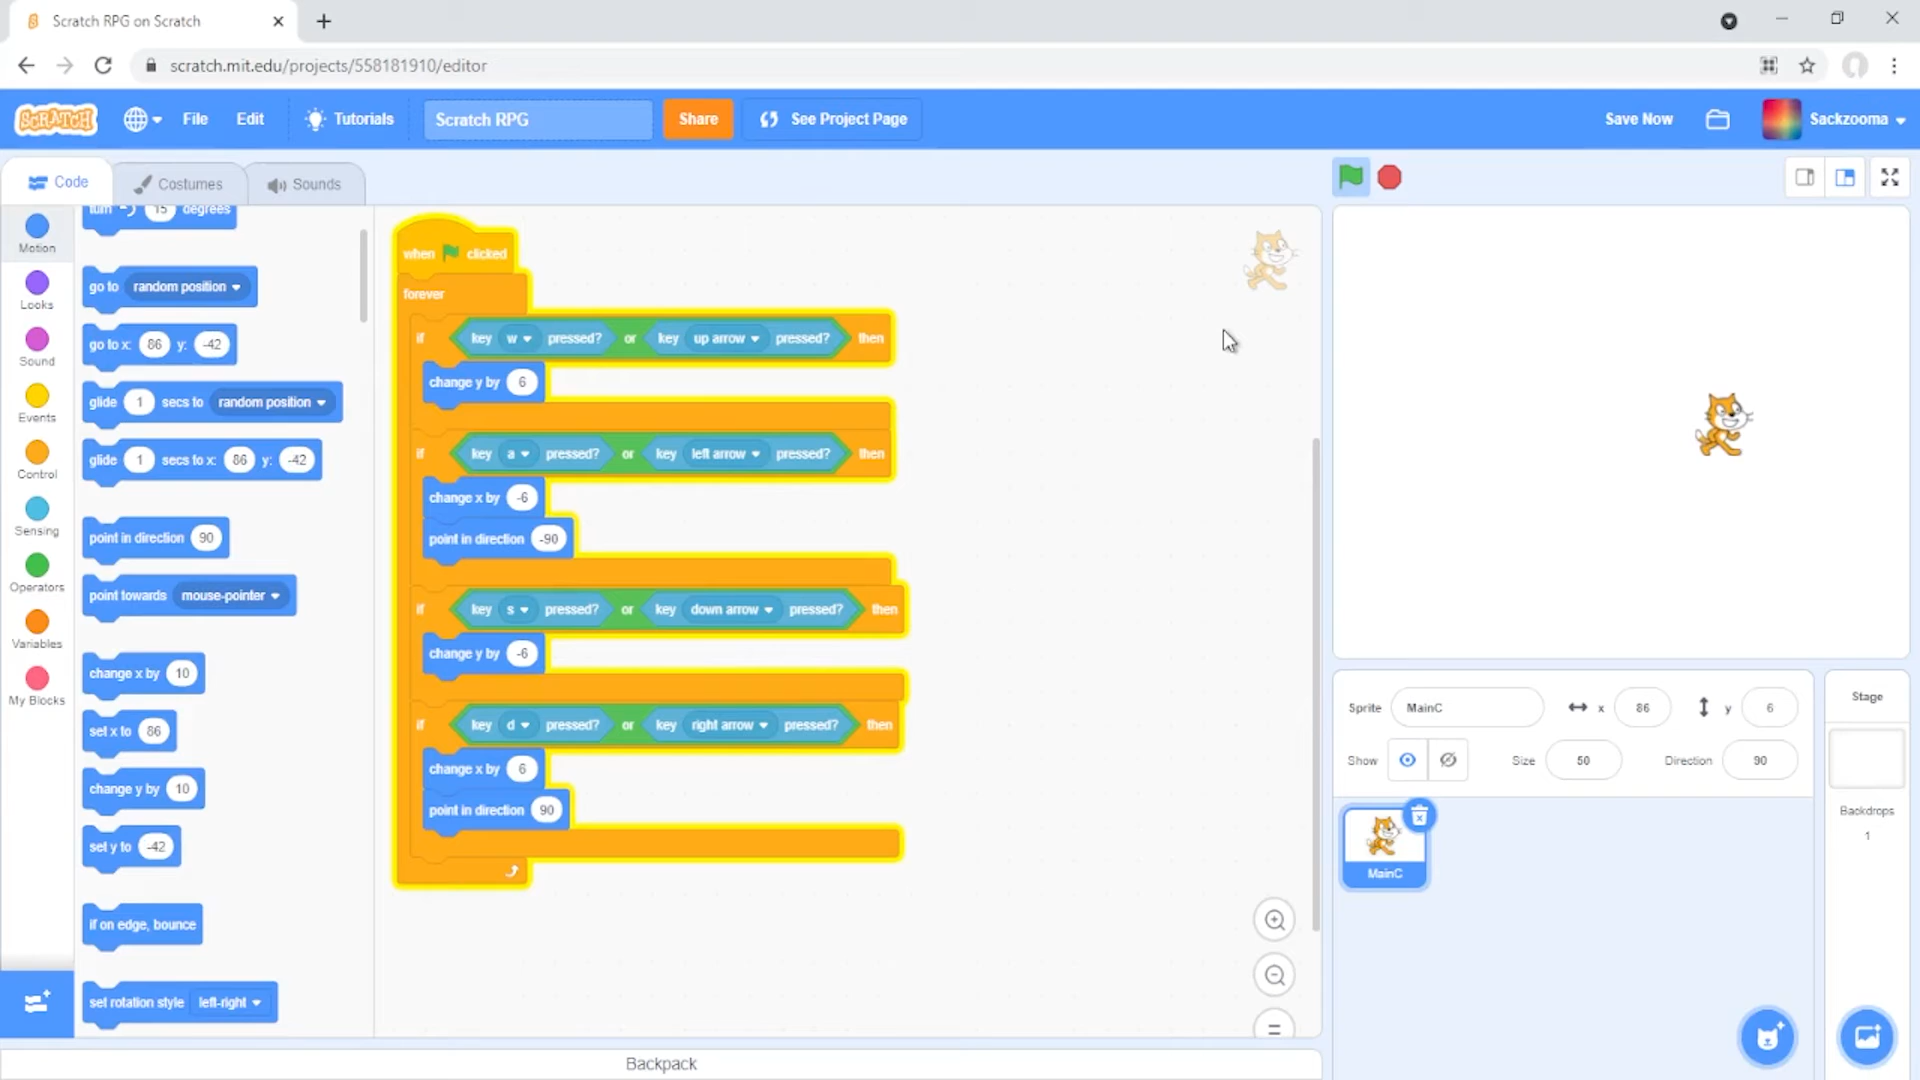 Scratch RPG on Scratch
scratch.mit.edu/projects/558181910/editor
SCRATCH File Edit Tutorials Scratch RPG Share See Project Page Save Now Sackzooma
Code Costumes Sounds
Motion
Looks
Sound
Events
Control
Sensing
Operators
Variables
My Blocks
turn 15 degrees
go to random position
go to x: 86 y: -42
glide 1 secs to random position
glide 1 secs to x: 86 y: -42
point in direction 90
point towards mouse-pointer
change x by 10
set x to 86
change y by 10
set y to -42
if on edge, bounce
set rotation style left-right
when clicked
forever
if key w pressed? or key up arrow pressed? then
change y by 6
if key a pressed? or key left arrow pressed? then
change x by -6
point in direction -90
if key s pressed? or key down arrow pressed? then
change y by -6
if key d pressed? or key right arrow pressed? then
change x by 6
point in direction 90
Backpack
Sprite MainC x 86 y 6
Show Size 50 Direction 90
MainC
Stage
Backdrops
1